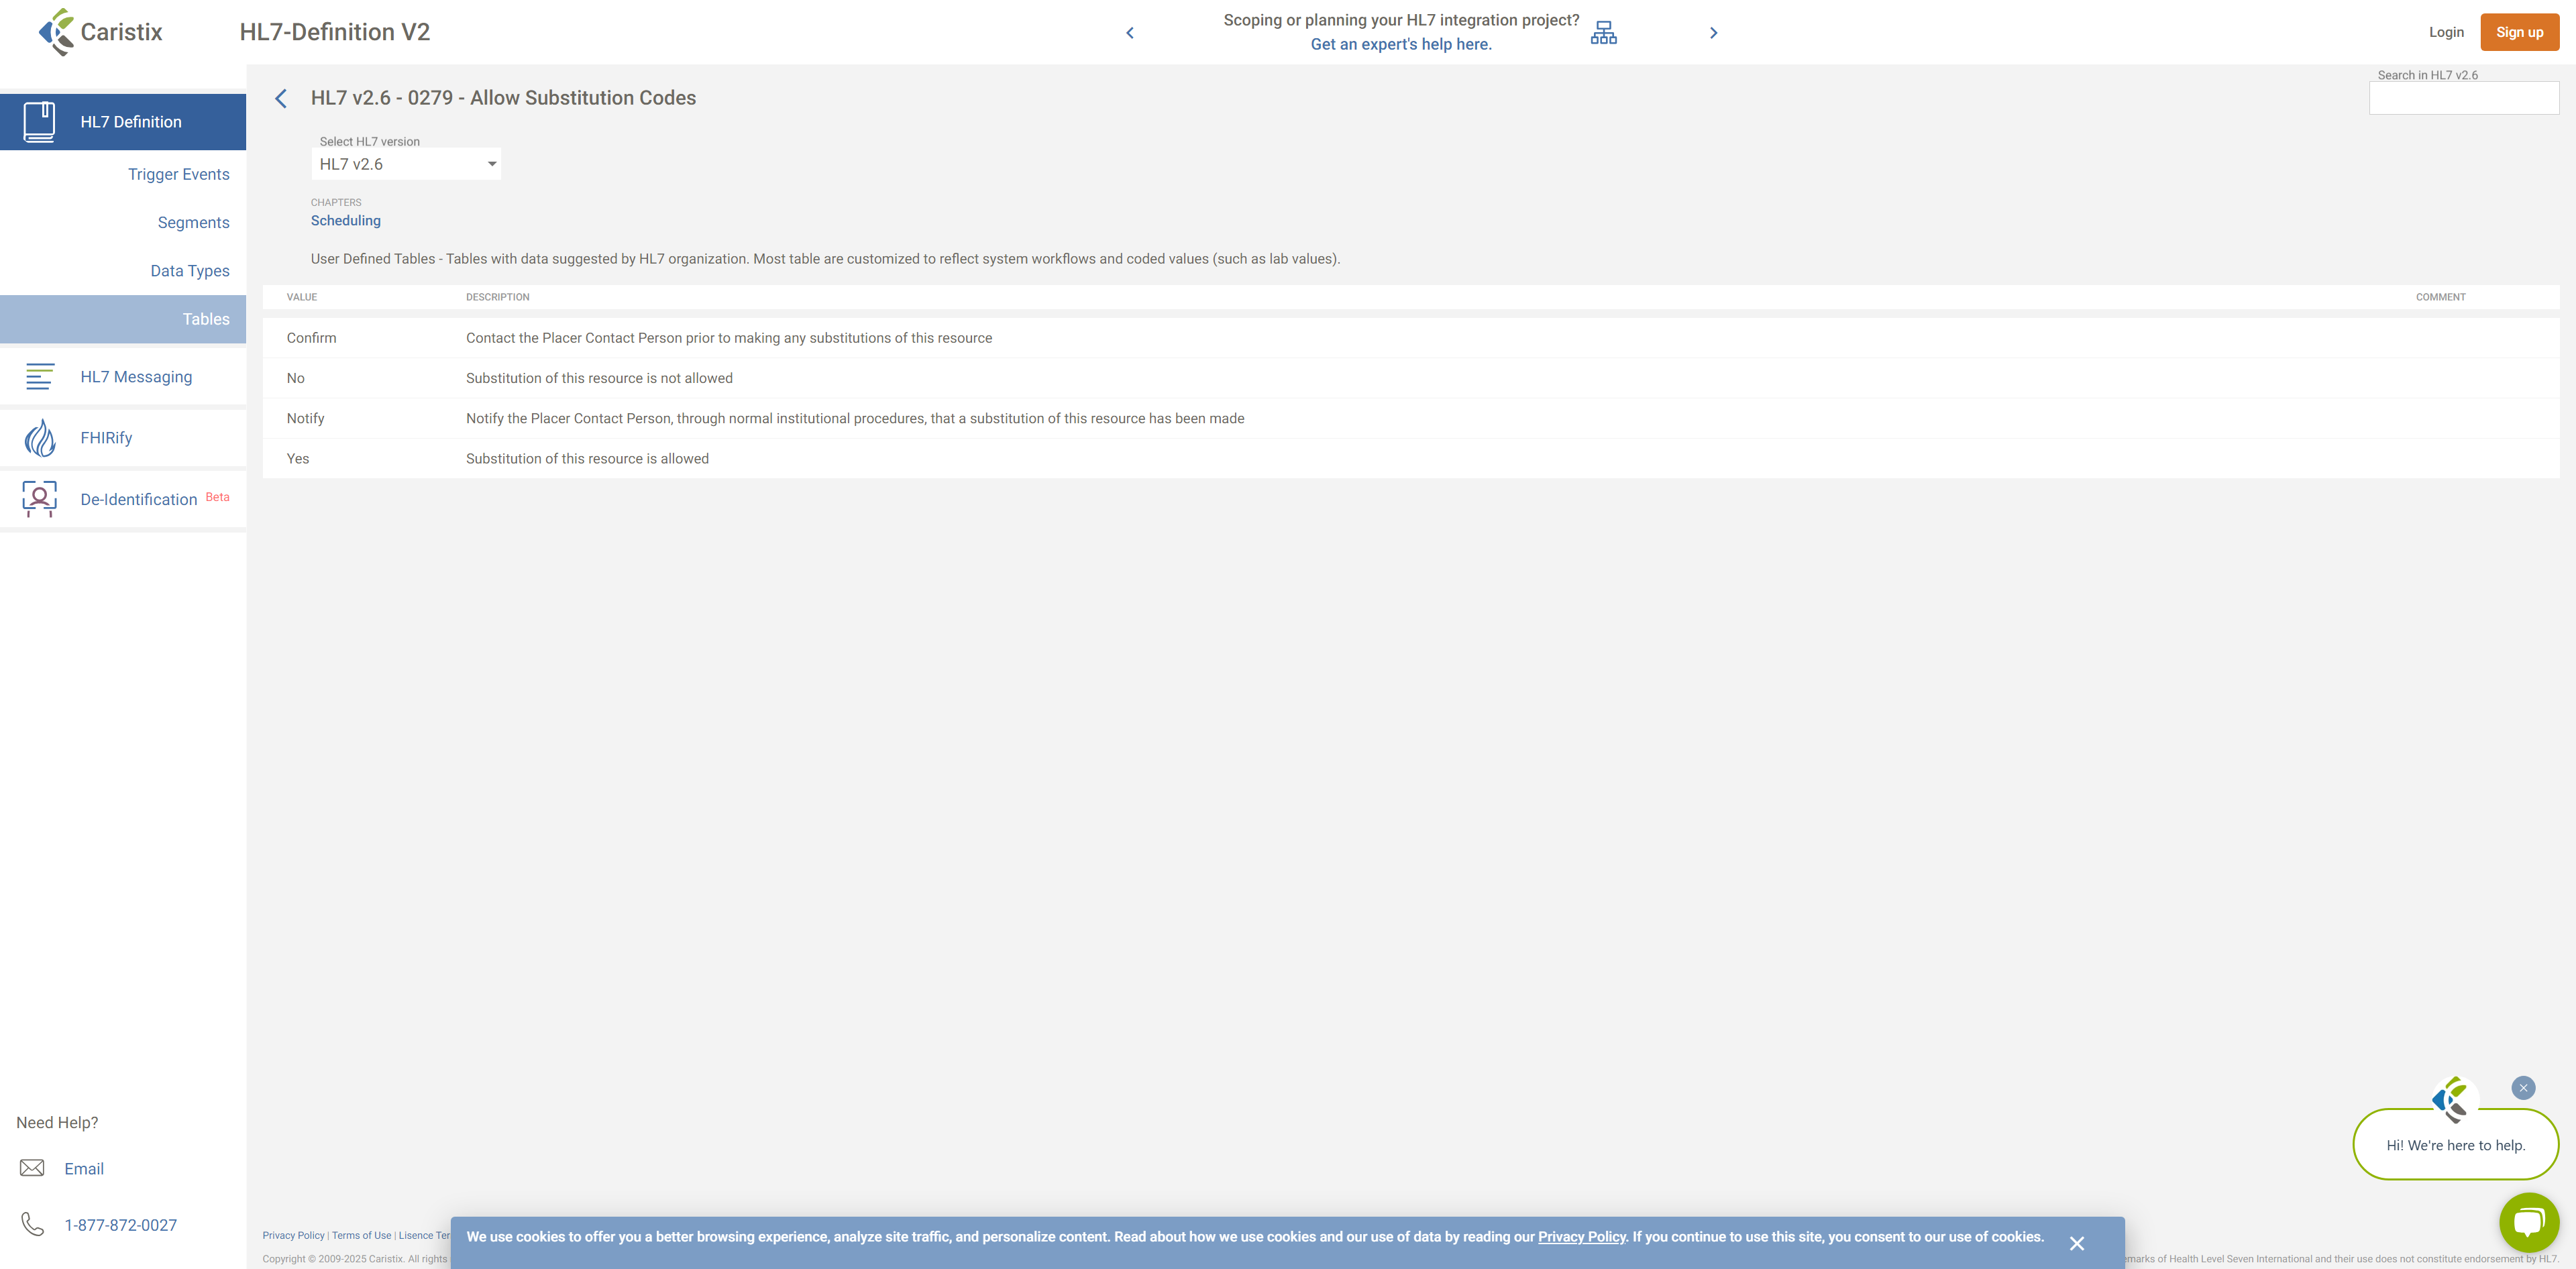 Caristix
HL7-Definition V2
Scoping or planning your HL7 integration project?
Get an expert's help here.
Login
Sign up
HL7 Definition
Trigger Events
Segments
Data Types
Tables
HL7 Messaging
FHIRify
De-Identification Beta
Need Help?
Email
1-877-872-0027
HL7 v2.6 - 0279 - Allow Substitution Codes
Search in HL7 v2.6
Select HL7 version
HL7 v2.6
CHAPTERS
Scheduling
User Defined Tables - Tables with data suggested by HL7 organization. Most table are customized to reflect system workflows and coded values (such as lab values).
VALUE DESCRIPTION COMMENT
Confirm Contact the Placer Contact Person prior to making any substitutions of this resource
No Substitution of this resource is not allowed
Notify Notify the Placer Contact Person, through normal institutional procedures, that a substitution of this resource has been made
Yes Substitution of this resource is allowed
Hi! We're here to help.
Privacy Policy | Terms of Use | Lisence Ter
We use cookies to offer you a better browsing experience, analyze site traffic, and personalize content. Read about how we use cookies and our use of data by reading our Privacy Policy. If you continue to use this site, you consent to our use of cookies.
Copyright © 2009-2025 Caristix. All rights
emarks of Health Level Seven International and their use does not constitute endorsement by HL7.